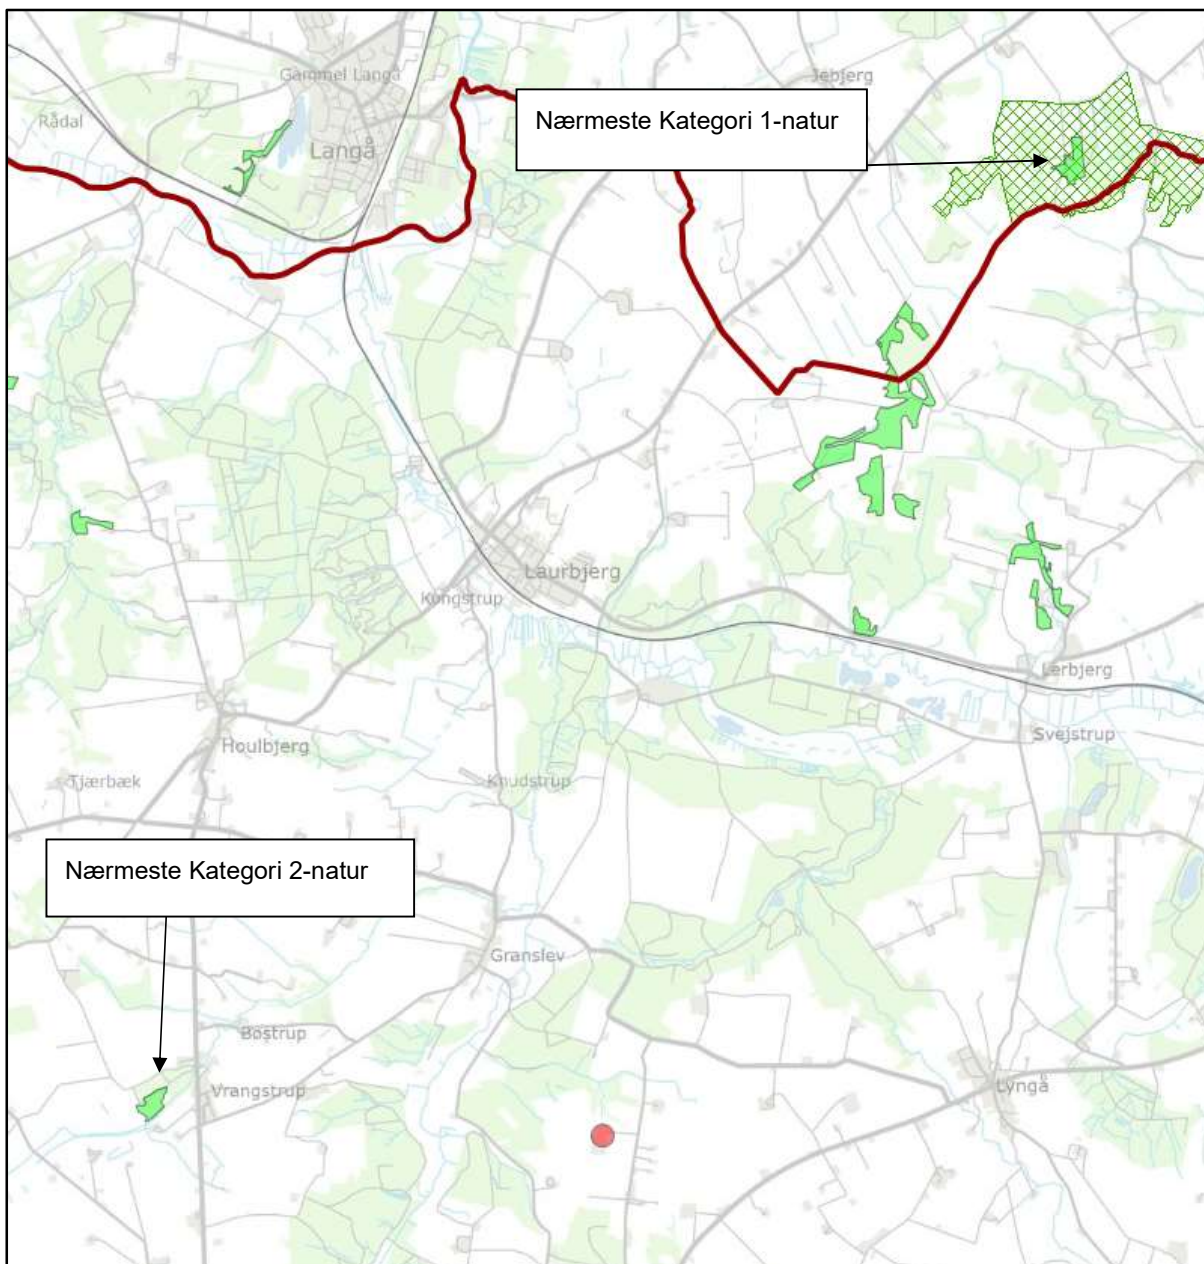 Gammel Langå
Jebjerg
Nærmeste Kategori 1-natur
Rådal
Langå
Laurbjerg
Kongstrup
Lerbjerg
Svejstrup
Houlbjerg
Tjærbæk
Knudstrup
Nærmeste Kategori 2-natur
Granslev
Bøstrup
Vrangstrup
Lyngå